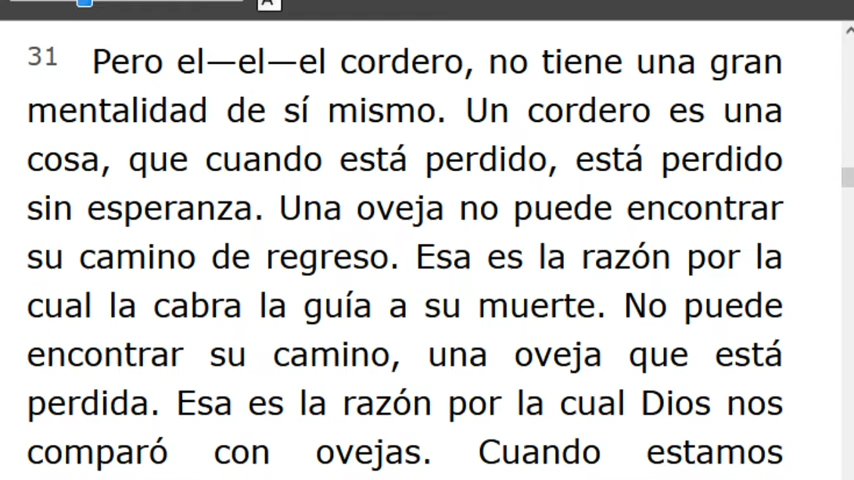 31 Pero el—el—el cordero, no tiene una gran
mentalidad de sí mismo. Un cordero es una
cosa, que cuando está perdido, está perdido
sin esperanza. Una oveja no puede encontrar
su camino de regreso. Esa es la razón por la
cual la cabra la guía a su muerte. No puede
encontrar su camino, una oveja que está
perdida. Esa es la razón por la cual Dios nos
comparó con ovejas. Cuando estamos